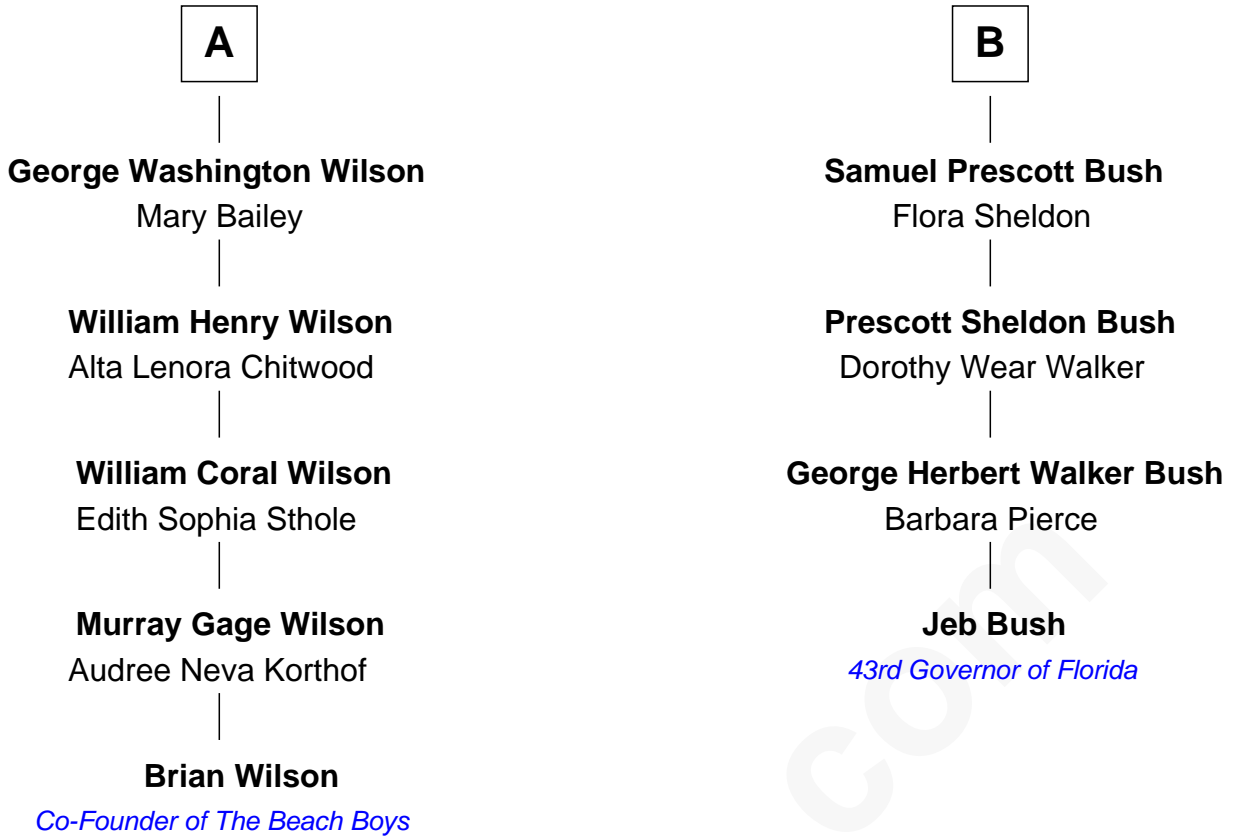 A
George Washington Wilson
Mary Bailey
William Henry Wilson
Alta Lenora Chitwood
William Coral Wilson
Edith Sophia Sthole
Murray Gage Wilson
Audree Neva Korthof
Brian Wilson
Co-Founder of The Beach Boys
B
Samuel Prescott Bush
Flora Sheldon
Prescott Sheldon Bush
Dorothy Wear Walker
George Herbert Walker Bush
Barbara Pierce
Jeb Bush
43rd Governor of Florida
com